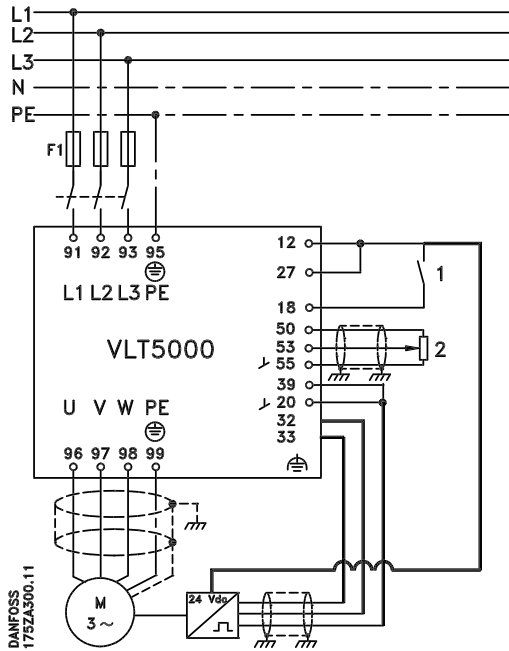 L1
L2
L3
N
PE
F1
91 92 93 95
L1 L2 L3 PE
VLT5000
U V W PE
96 97 98 99
12
27
18
50
53
55
39
20
32
33
1
2
M
3 ~
24 Vdc
DANFOSS
175ZA300.11